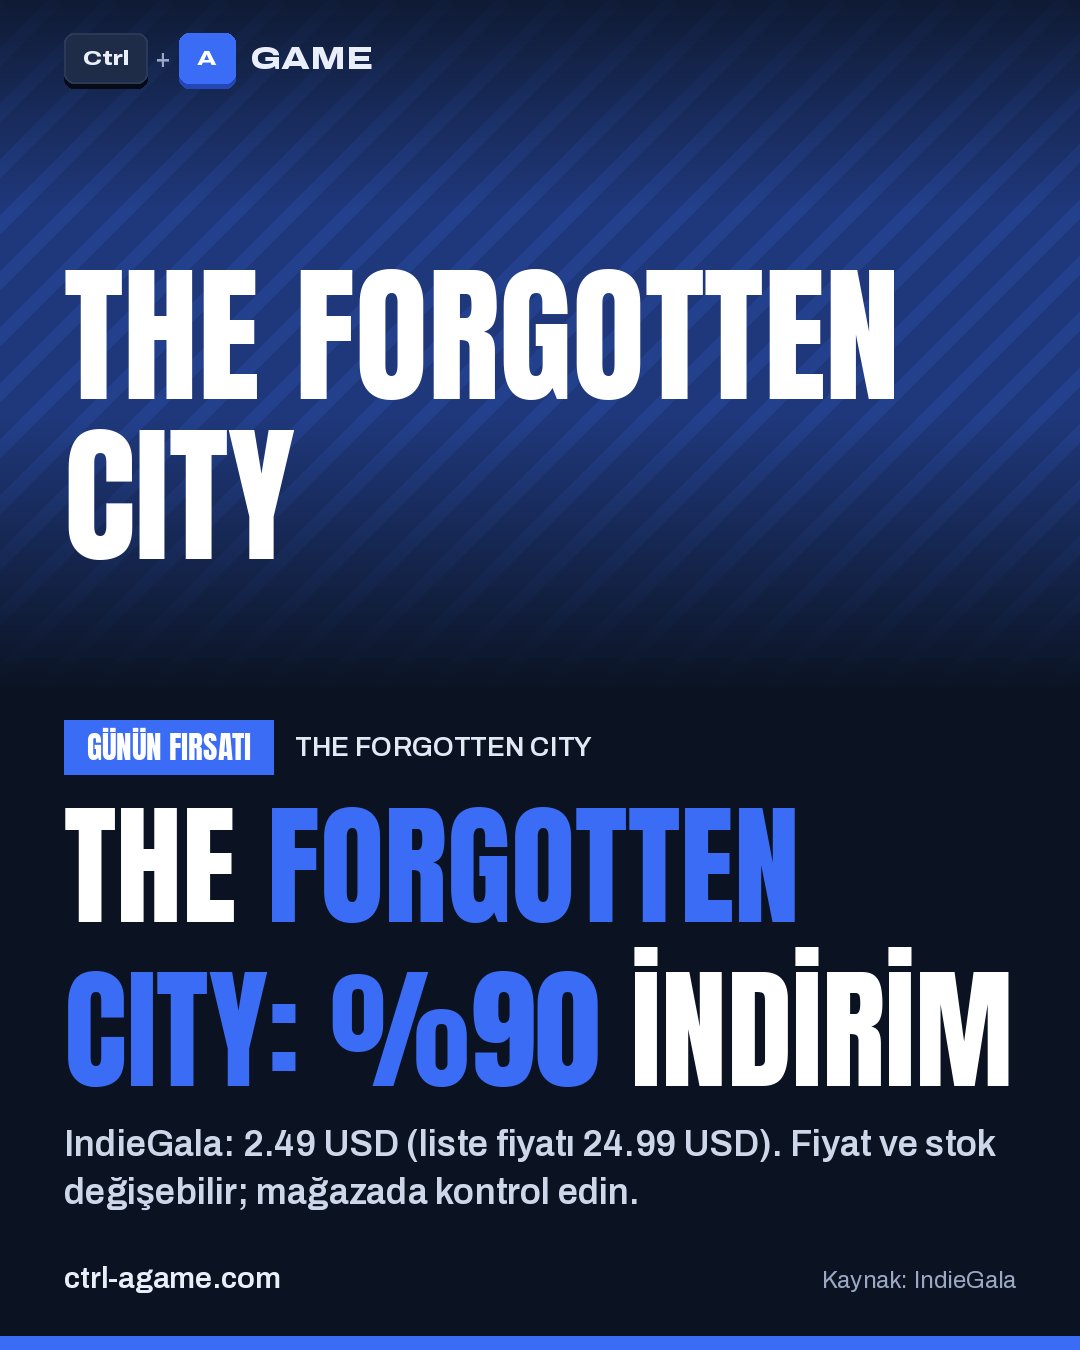 Ctrl + A GAME
THE FORGOTTEN
CITY
GÜNÜN FIRSATI THE FORGOTTEN CITY
THE FORGOTTEN
CITY: %90 İNDİRİM
IndieGala: 2.49 USD (liste fiyatı 24.99 USD). Fiyat ve stok
değişebilir; mağazada kontrol edin.
ctrl-agame.com Kaynak: IndieGala